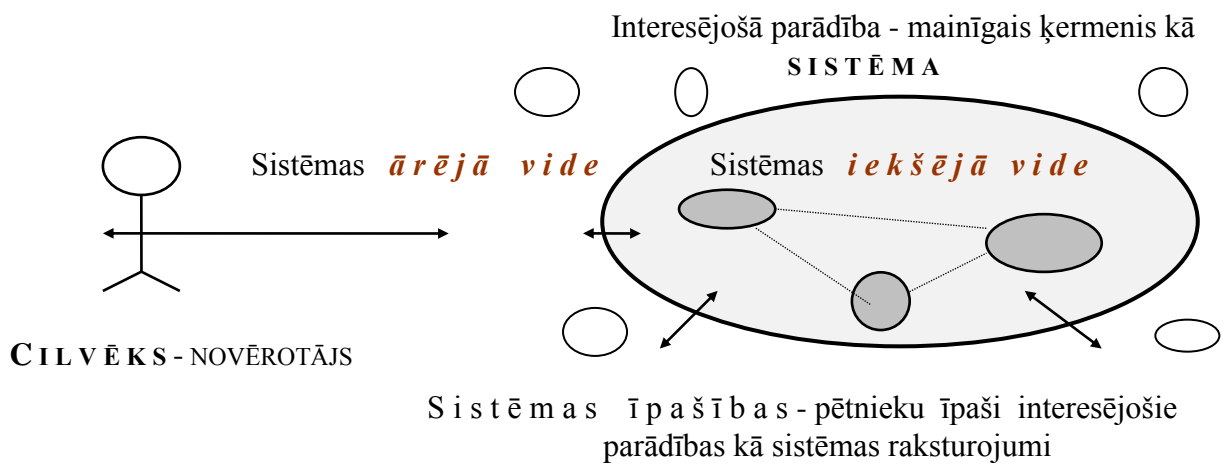 Interesējošā parādība - mainīgais ķermenis kā
SISTĒMA
Sistēmas ārējā vide
Sistēmas iekšējā vide
CILVĒKS - NOVĒROTĀJS
Sistēmas īpašības - pētnieku īpaši interesējošie
parādības kā sistēmas raksturojumi